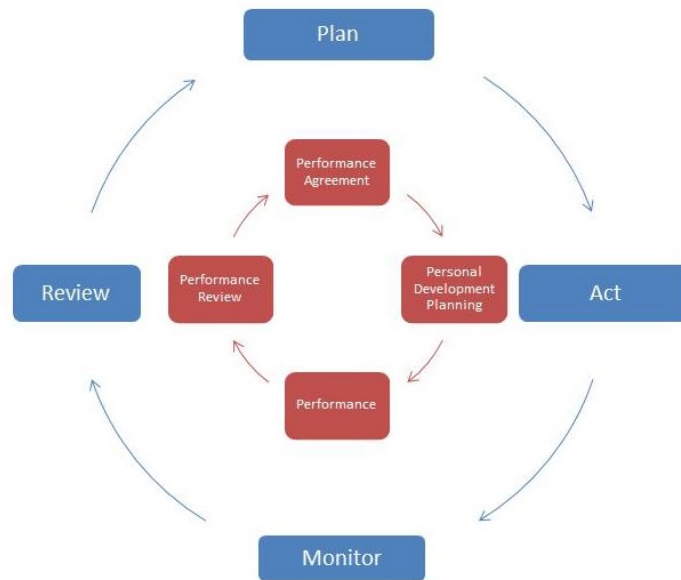 Plan
Performance
Agreement
Review
Performance
Review
Personal
Development
Planning
Act
Performance
Monitor